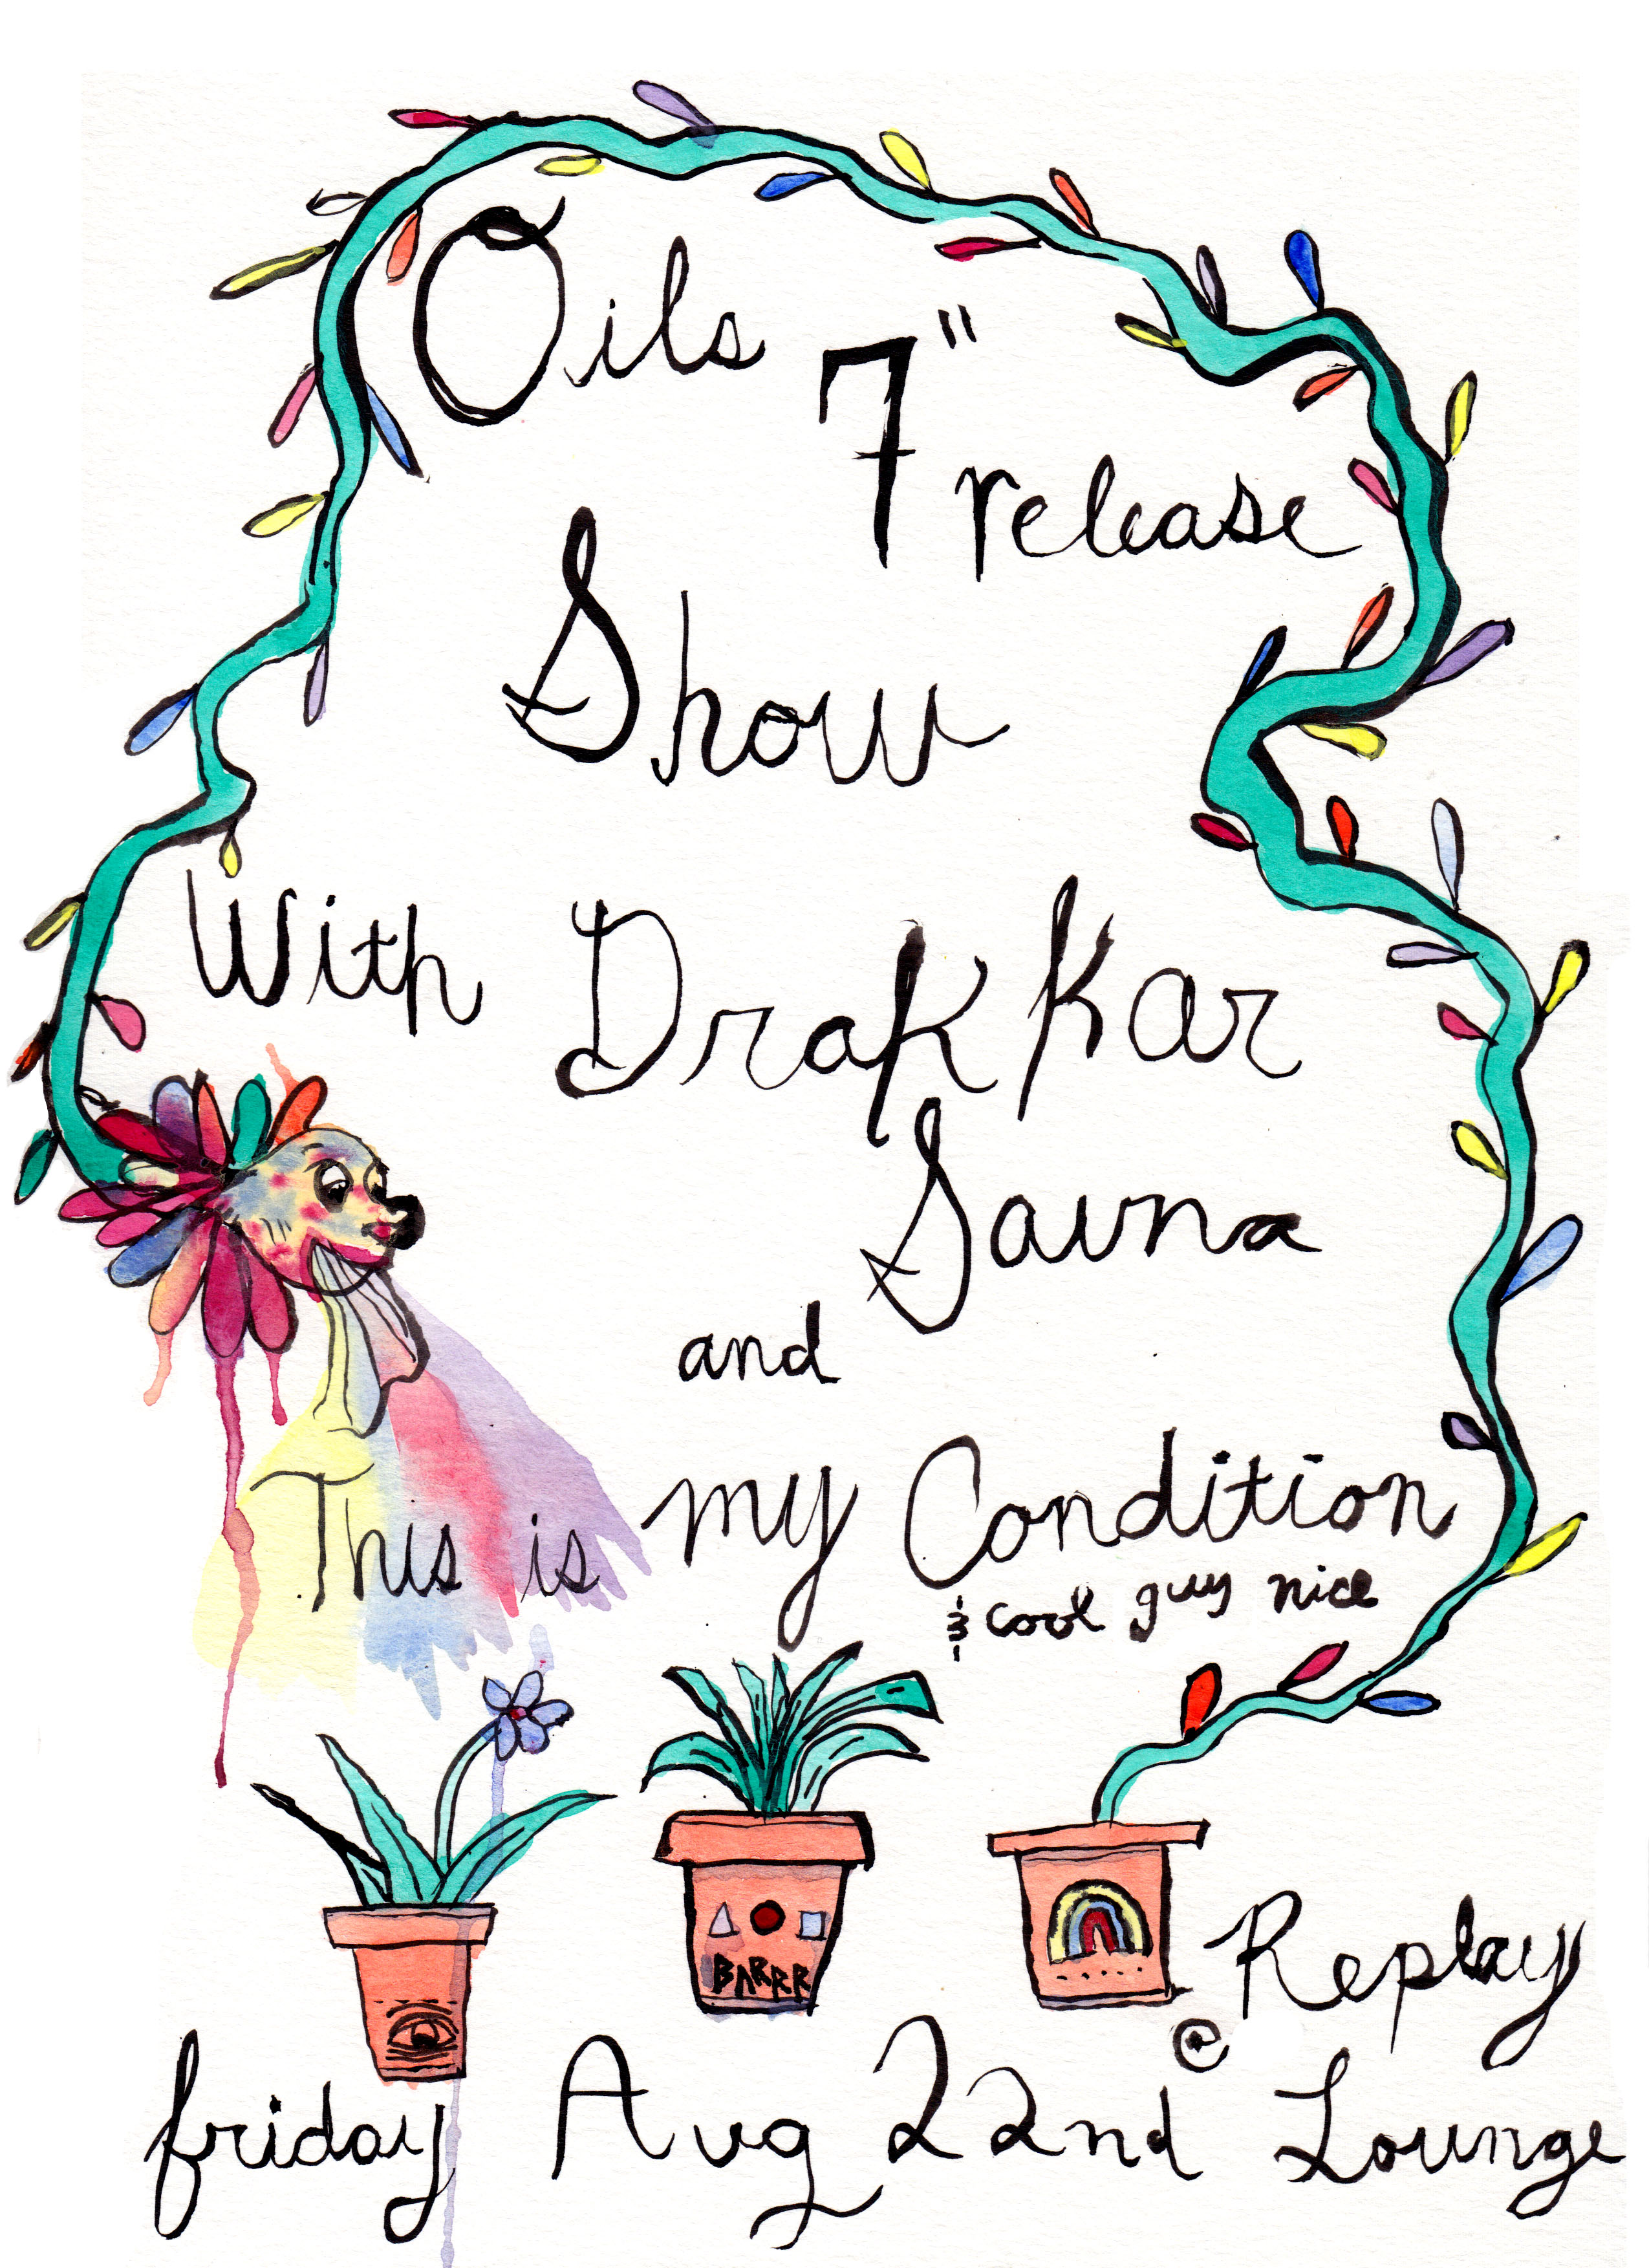 Oils 7" release
Show
With Drakkar
Sauna
and
This is my Condition
& cool guy nice
BARRR
@ Replay
Lounge
friday Aug 22nd